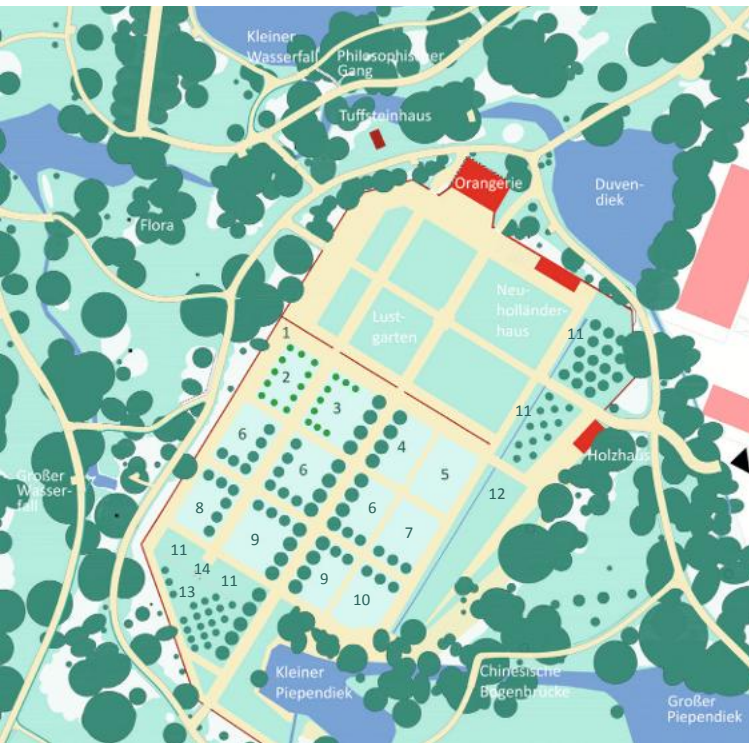 Kleiner
Wasserfall
Philosophischer
Gang
Tuffsteinhaus
Orangerie
Duven-
diek
Flora
Neu-
holländer-
haus
Lust-
garten
1
11
2
3
11
4
6
5
6
Holzhaus
Großer
Wasser-
fall
12
8
6
7
9
11
14
11
9
13
10
Kleiner
Piependiek
Chinesische
Bogenbrücke
Großer
Piependiek